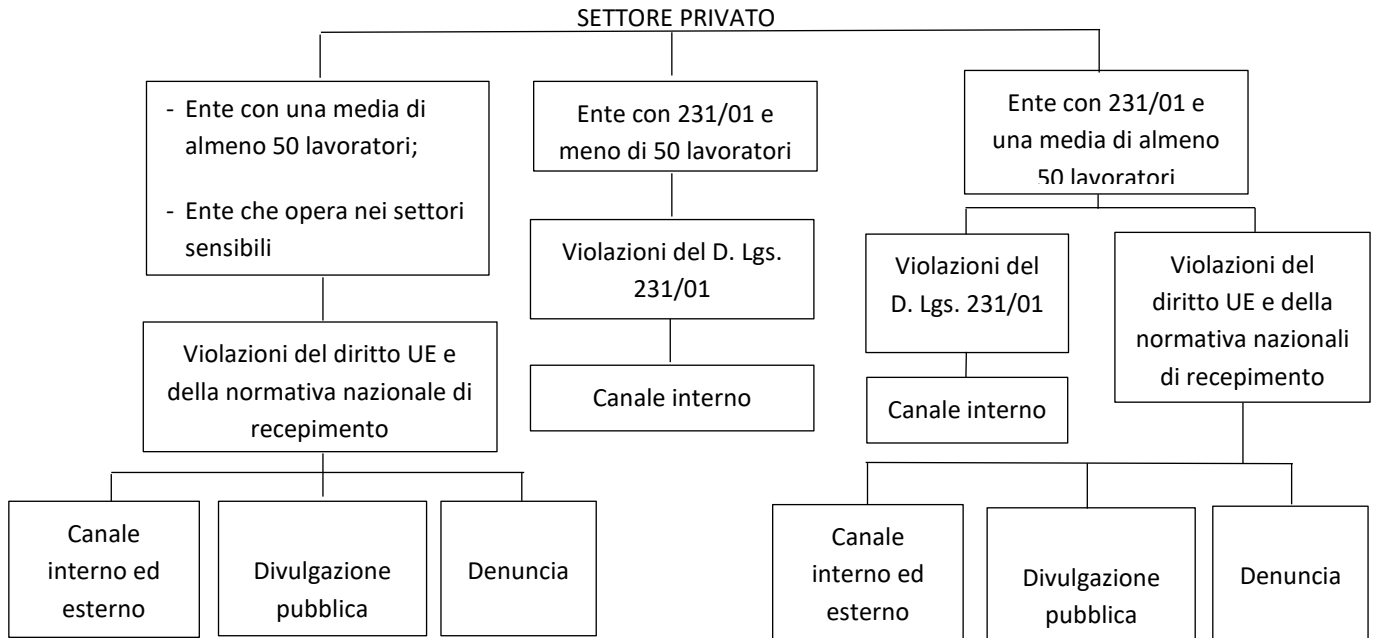 SETTORE PRIVATO
- Ente con una media di
almeno 50 lavoratori;
- Ente che opera nei settori
sensibili
Ente con 231/01 e
meno di 50 lavoratori
Ente con 231/01 e
una media di almeno
50 lavoratori
Violazioni del diritto UE e
della normativa nazionale di
recepimento
Violazioni del D. Lgs.
231/01
Violazioni del
D. Lgs. 231/01
Violazioni del
diritto UE e della
normativa nazionali
di recepimento
Canale interno
Canale interno
Canale
interno ed
esterno
Divulgazione
pubblica
Denuncia
Canale
interno ed
esterno
Divulgazione
pubblica
Denuncia